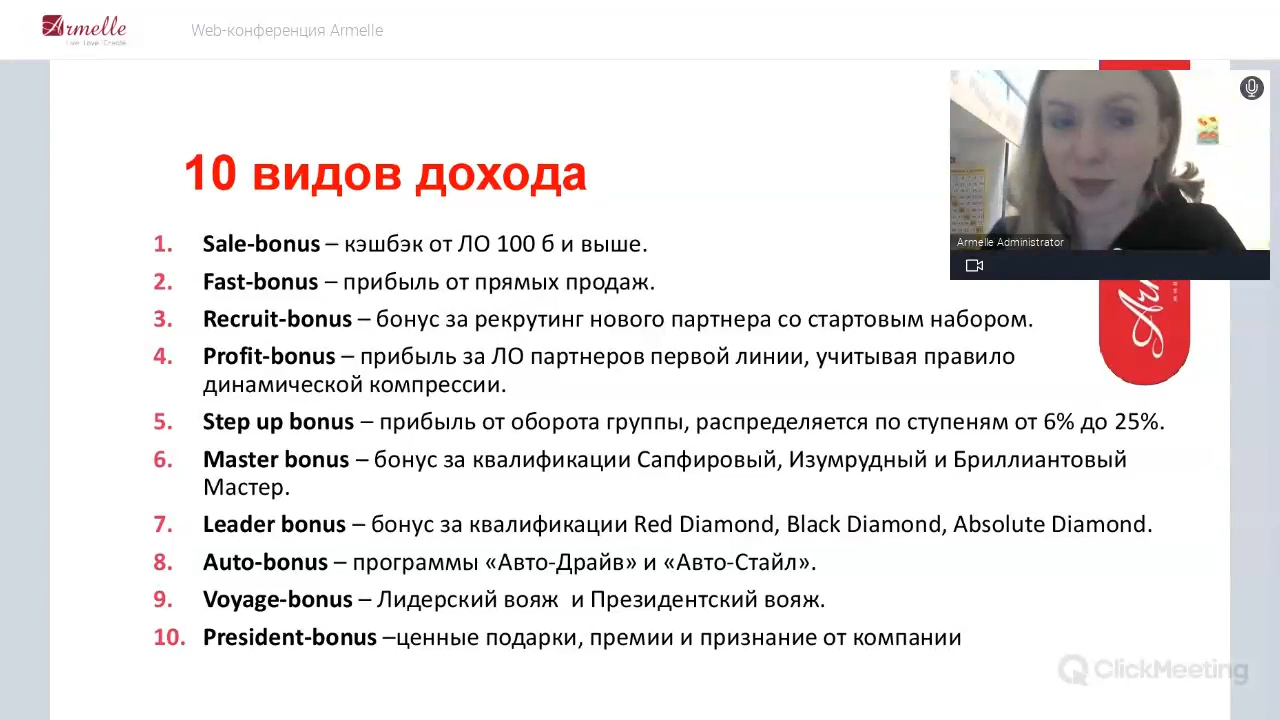 Armelle
Live Love Create
Web-конференция Armelle
10 видов дохода
Armelle Administrator
1. Sale-bonus – кэшбэк от ЛО 100 б и выше.
2. Fast-bonus – прибыль от прямых продаж.
3. Recruit-bonus – бонус за рекрутинг нового партнера со стартовым набором.
4. Profit-bonus – прибыль за ЛО партнеров первой линии, учитывая правило
динамической компрессии.
5. Step up bonus – прибыль от оборота группы, распределяется по ступеням от 6% до 25%.
6. Master bonus – бонус за квалификации Сапфировый, Изумрудный и Бриллиантовый
Мастер.
7. Leader bonus – бонус за квалификации Red Diamond, Black Diamond, Absolute Diamond.
8. Auto-bonus – программы «Авто-Драйв» и «Авто-Стайл».
9. Voyage-bonus – Лидерский вояж и Президентский вояж.
10. President-bonus –ценные подарки, премии и признание от компании
ClickMeeting